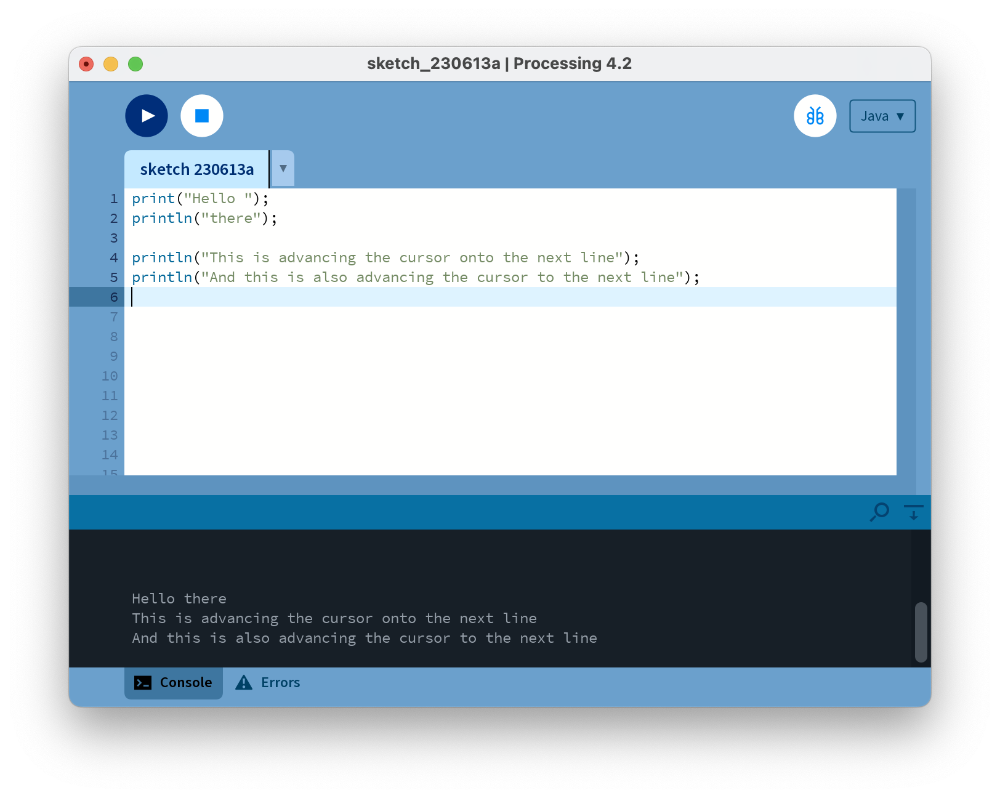 sketch_230613a | Processing 4.2
Java ▼
sketch 230613a ▼
1 print("Hello ");
2 println("there");
3
4 println("This is advancing the cursor onto the next line");
5 println("And this is also advancing the cursor to the next line");
6
7
8
9
10
11
12
13
14
15
Hello there
This is advancing the cursor onto the next line
And this is also advancing the cursor to the next line
Console Errors